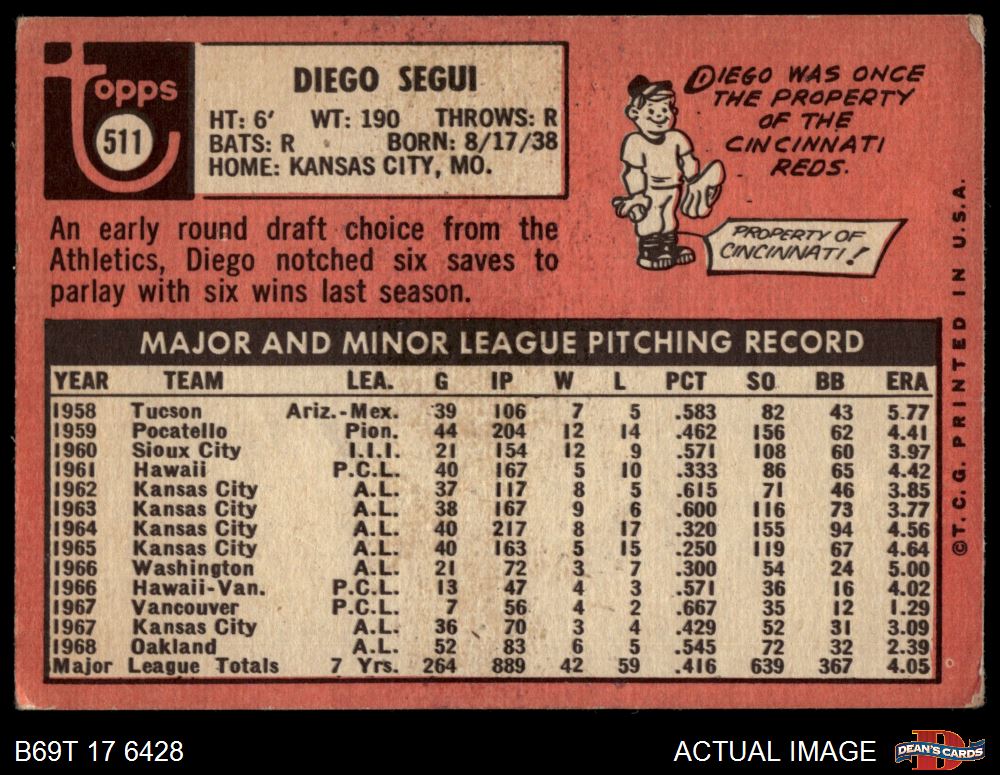 Topps
511
DIEGO SEGUI
HT: 6' WT: 190 THROWS: R
BATS: R BORN: 8/17/38
HOME: KANSAS CITY, MO.
An early round draft choice from the
Athletics, Diego notched six saves to
parlay with six wins last season.
DIEGO WAS ONCE
THE PROPERTY
OF THE
CINCINNATI
REDS.
PROPERTY OF
CINCINNATI!
MAJOR AND MINOR LEAGUE PITCHING RECORD
YEAR TEAM LEA. G IP W L PCT SO BB ERA
1958 Tucson Ariz.-Mex. 39 106 7 5 .583 82 43 5.77
1959 Pocatello Pion. 44 204 12 14 .462 156 62 4.41
1960 Sioux City I.I.I. 21 154 12 9 .571 108 60 3.97
1961 Hawaii P.C.L. 40 167 5 10 .333 86 65 4.42
1962 Kansas City A.L. 37 117 8 5 .615 71 46 3.85
1963 Kansas City A.L. 38 167 9 6 .600 116 73 3.77
1964 Kansas City A.L. 40 217 8 17 .320 155 94 4.56
1965 Kansas City A.L. 40 163 5 15 .250 119 67 4.64
1966 Washington A.L. 21 72 3 7 .300 54 24 5.00
1966 Hawaii-Van. P.C.L. 13 47 4 3 .571 36 16 4.02
1967 Vancouver P.C.L. 7 56 4 2 .667 35 12 1.29
1967 Kansas City A.L. 36 70 3 4 .429 52 31 3.09
1968 Oakland A.L. 52 83 6 5 .545 72 32 2.39
Major League Totals 7 Yrs. 264 889 42 59 .416 639 367 4.05
© T.C.G. PRINTED IN U.S.A.
B69T 17 6428
ACTUAL IMAGE
D
DEAN'S CARDS